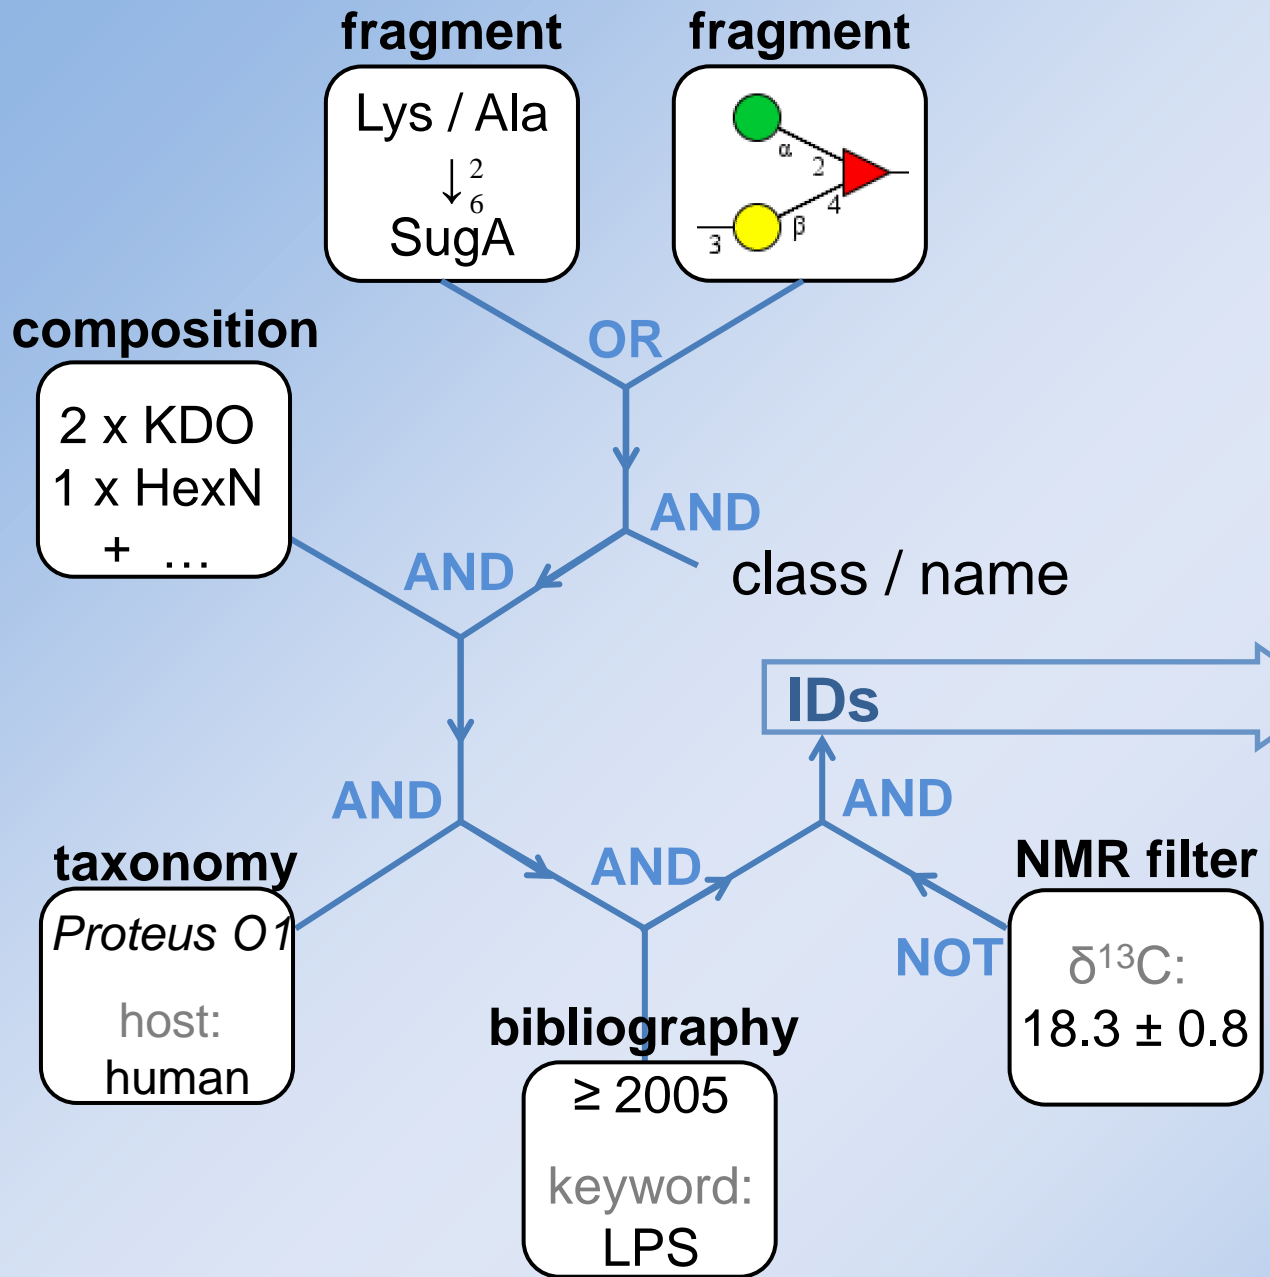 fragment
fragment
Lys / Ala
↓ 2
6
SugA
α
2
4
β
3
composition
2 x KDO
1 x HexN
+ ...
OR
AND
AND
class / name
IDs
AND
AND
AND
taxonomy
Proteus O1
host:
human
NMR filter
δ¹³C:
18.3 ± 0.8
NOT
bibliography
≥ 2005
keyword:
LPS